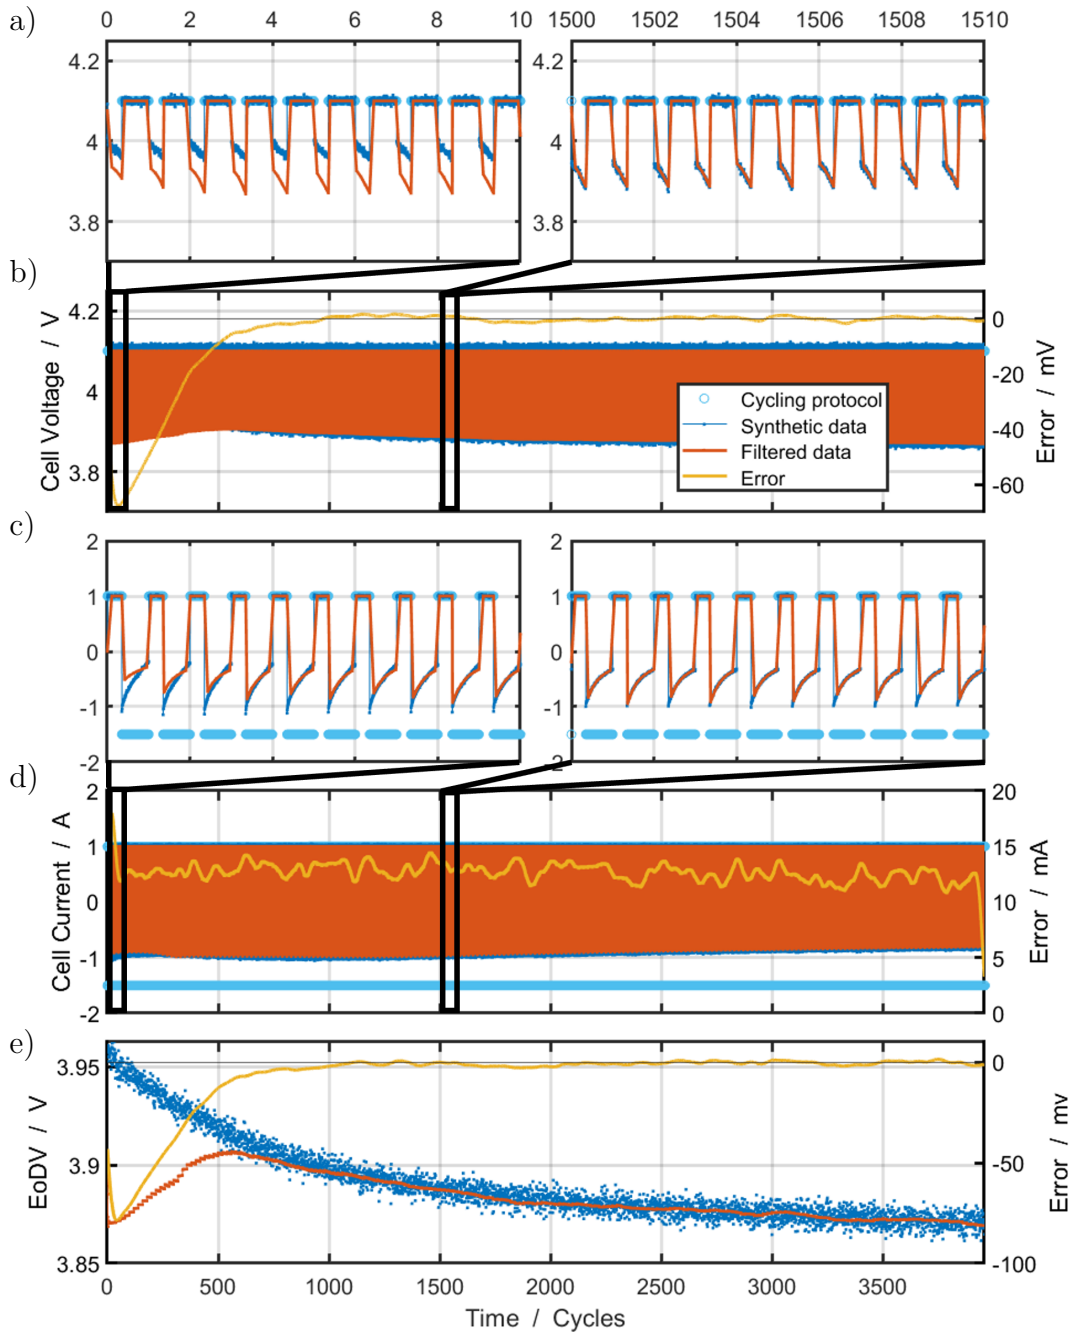 a)
0 2 4 6 8 10
1500 1502 1504 1506 1508 1510
4.2
4
3.8
4.2
4
3.8
b)
4.2
4
3.8
Cell Voltage / V
0
-20
-40
-60
Error / mV
Cycling protocol
Synthetic data
Filtered data
Error
c)
2
1
0
-1
-2
2
1
0
-1
-2
d)
2
1
0
-1
-2
Cell Current / A
20
15
10
5
0
Error / mA
e)
3.95
3.9
3.85
EoDV / V
0
-50
-100
Error / mv
0 500 1000 1500 2000 2500 3000 3500
Time / Cycles